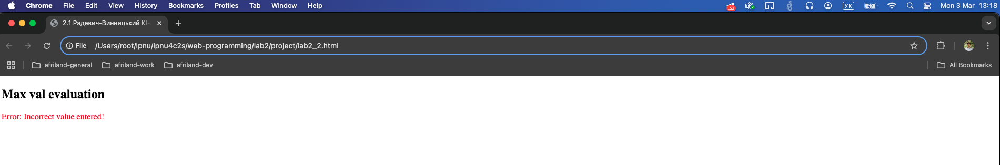 Chrome File Edit View History Bookmarks Profiles Tab Window Help 53 УК Mon 3 Mar 13:18
2.1 Радевич-Винницький КІ-
File /Users/root/lpnu/lpnu4c2s/web-programming/lab2/project/lab2_2.html
afriland-general afriland-work afriland-dev All Bookmarks
Max val evaluation
Error: Incorrect value entered!